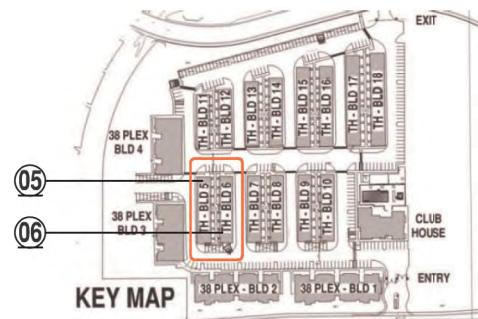 EXIT
TH - BLD 11
TH - BLD 12
TH - BLD 13
TH - BLD 14
TH - BLD 15
TH - BLD 16
TH - BLD 17
TH - BLD 18
38 PLEX
BLD 4
05
TH - BLD 5
TH - BLD 6
TH - BLD 7
TH - BLD 8
TH - BLD 9
TH - BLD 10
38 PLEX
BLD 3
06
CLUB
HOUSE
ENTRY
KEY MAP
38 PLEX - BLD 2
38 PLEX - BLD 1